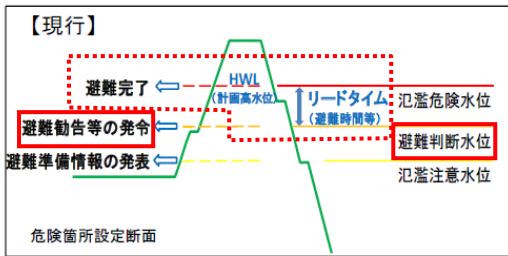 【現行】
避難完了
HWL
(計画高水位)
リードタイム
(避難時間等)
氾濫危険水位
避難勧告等の発令
避難判断水位
避難準備情報の発表
氾濫注意水位
危険箇所設定断面